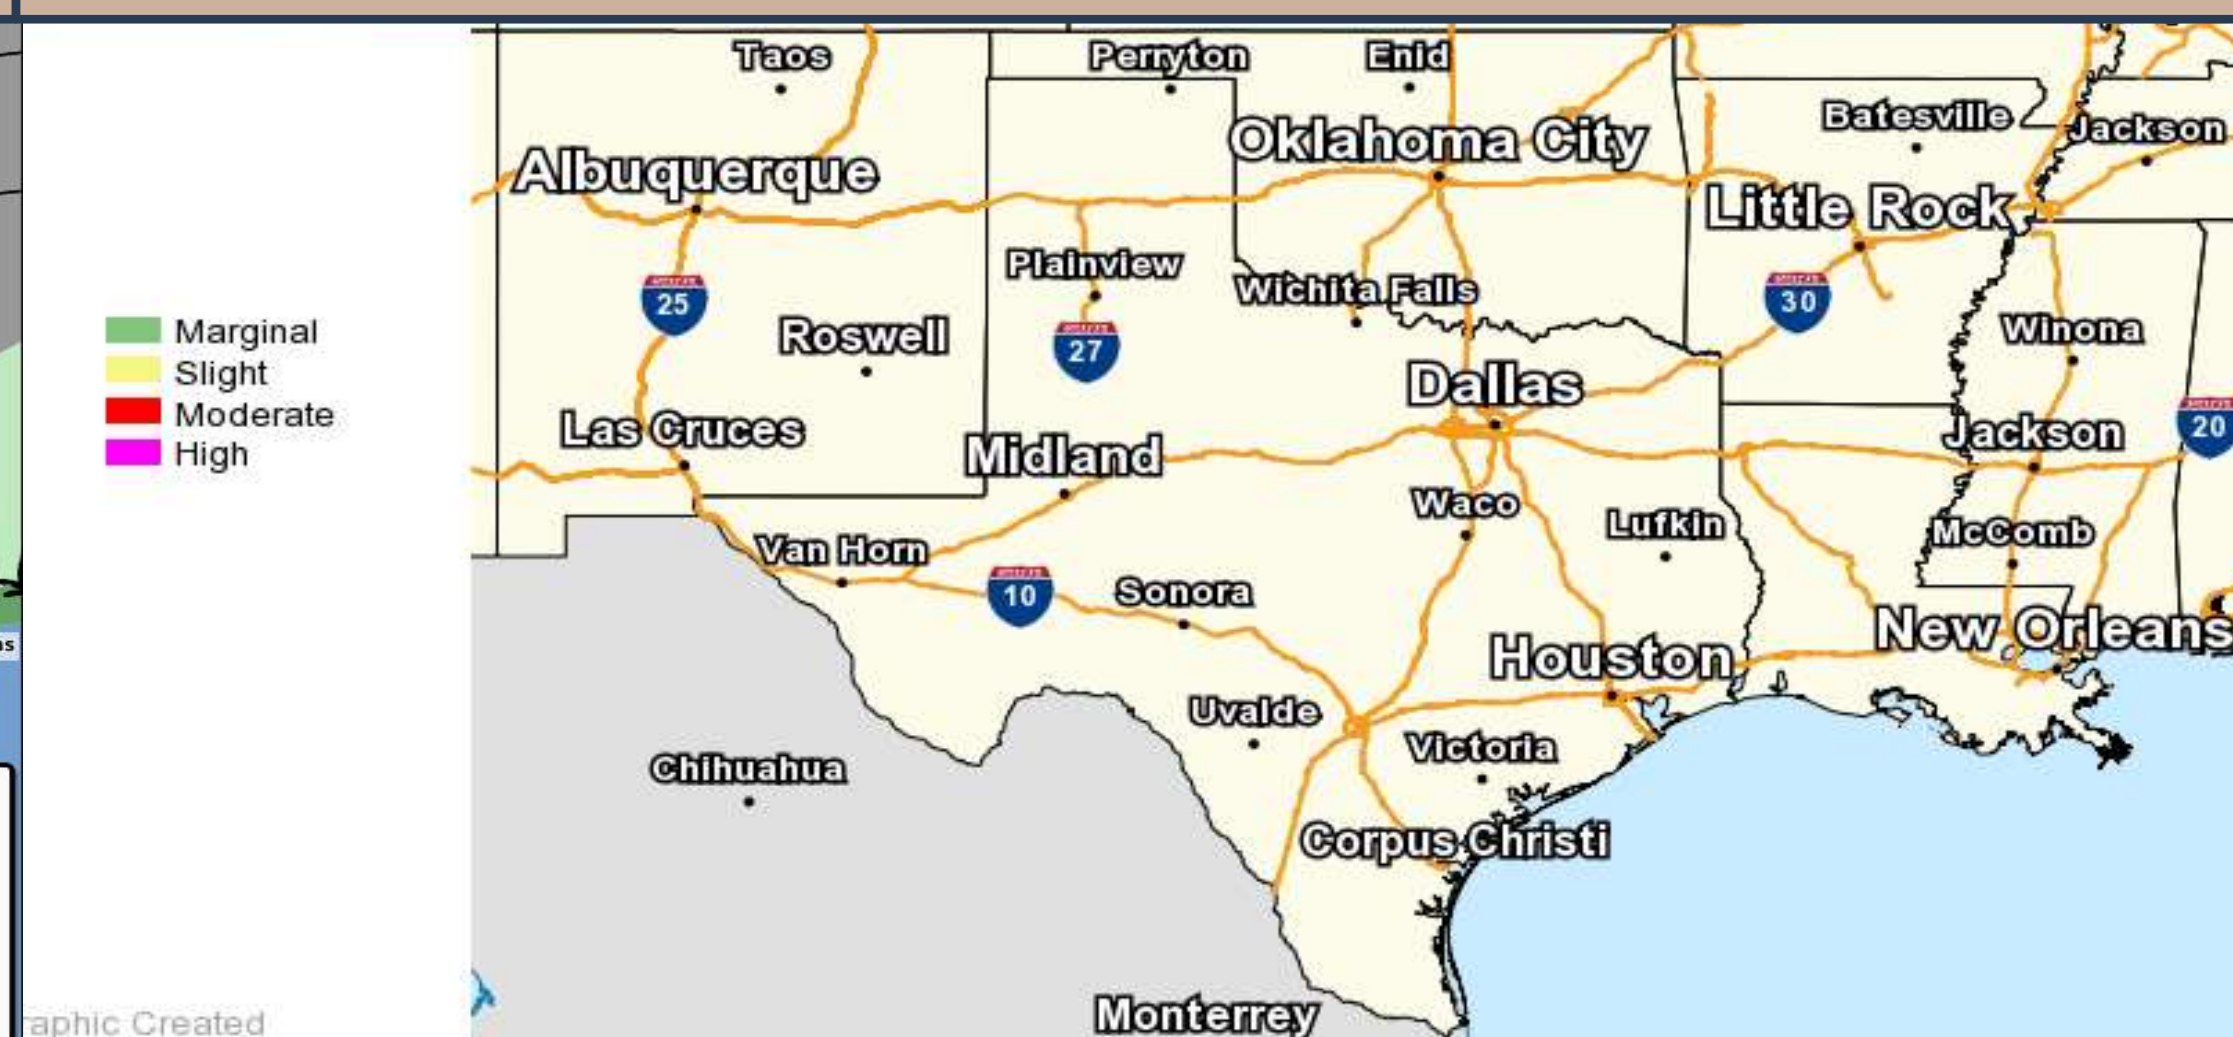 Marginal
Slight
Moderate
High
Taos
Perryton
Enid
Batesville
Jackson
Oklahoma City
Albuquerque
Little Rock
Plainview
Wichita Falls
25
30
Roswell
27
Winona
Dallas
Las Cruces
Midland
Jackson
20
Waco
Lufkin
McComb
Van Horn
10
Sonora
New Orleans
Houston
Uvalde
Victoria
Chihuahua
Corpus Christi
Monterrey
raphic Created